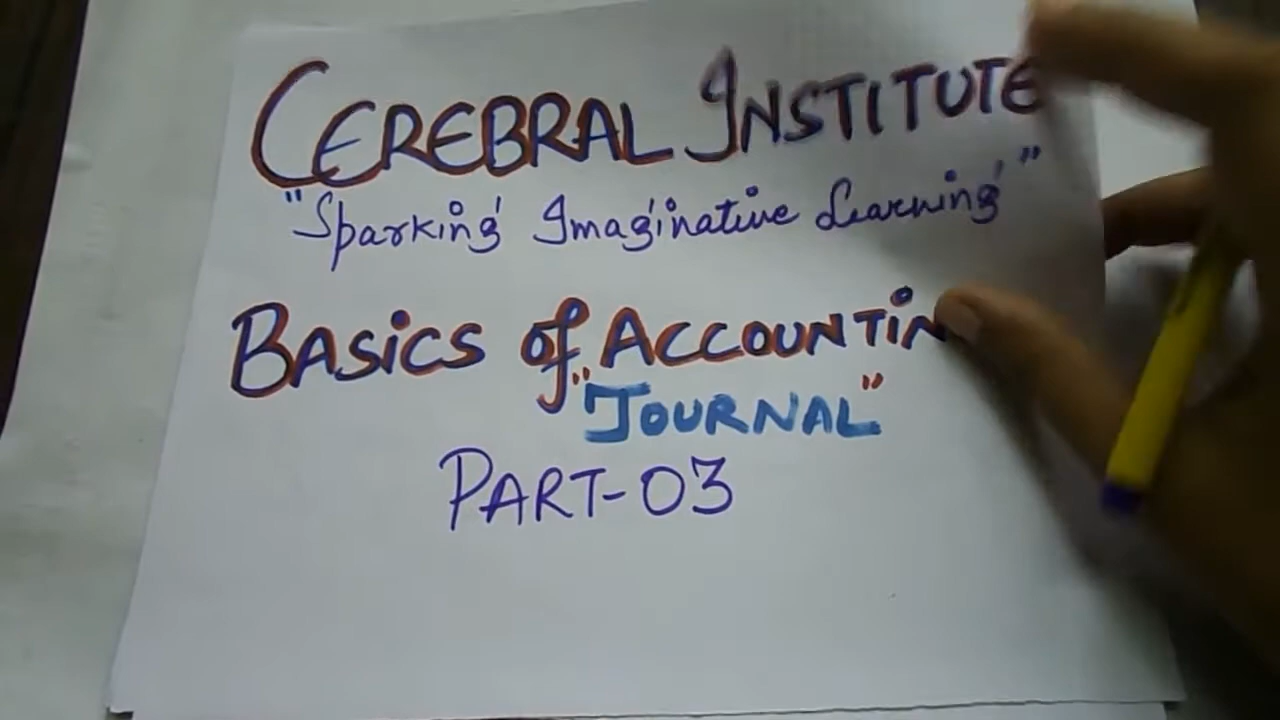 CEREBRAL INSTITUTE
"Sparking Imaginative Learning"
BASiCS of ACCOUNTiN
"JOURNAL"
PART-03